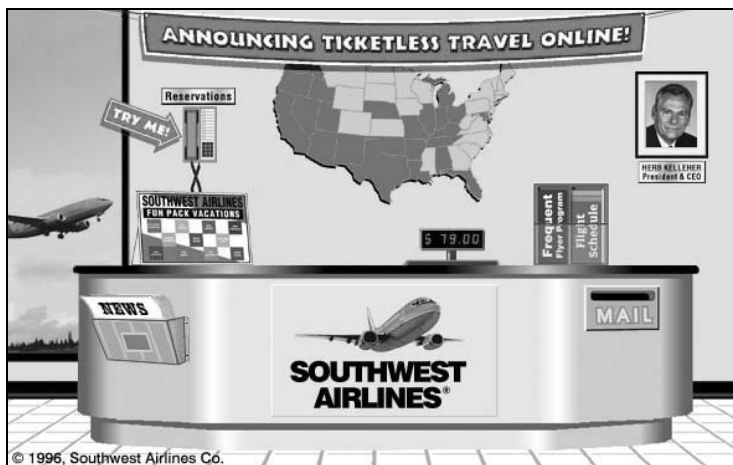 ANNOUNCING TICKETLESS TRAVEL ONLINE!
Reservations
TRY ME!
HERB KELLEHER
President & CEO
SOUTHWEST AIRLINES
FUN PACK VACATIONS
Frequent
Flyer Program
Flight
Schedule
$ 79.00
NEWS
MAIL
SOUTHWEST
AIRLINES®
© 1996, Southwest Airlines Co.